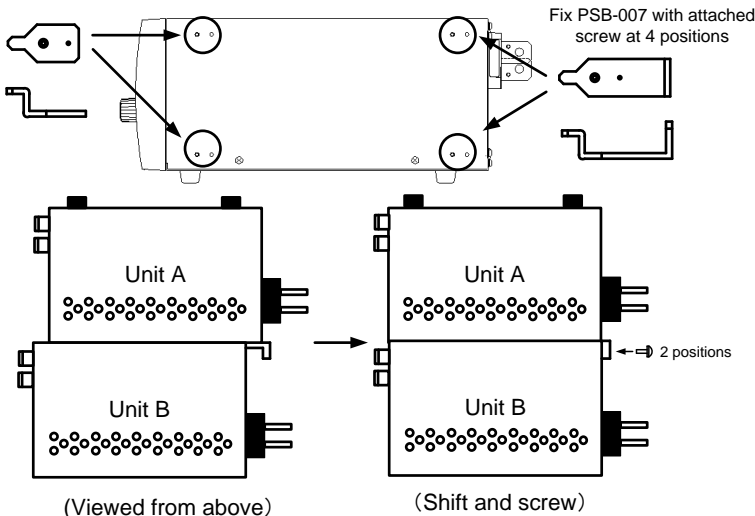 Fix PSB-007 with attached
screw at 4 positions
Unit A
Unit B
(Viewed from above)
Unit A
2 positions
Unit B
(Shift and screw)